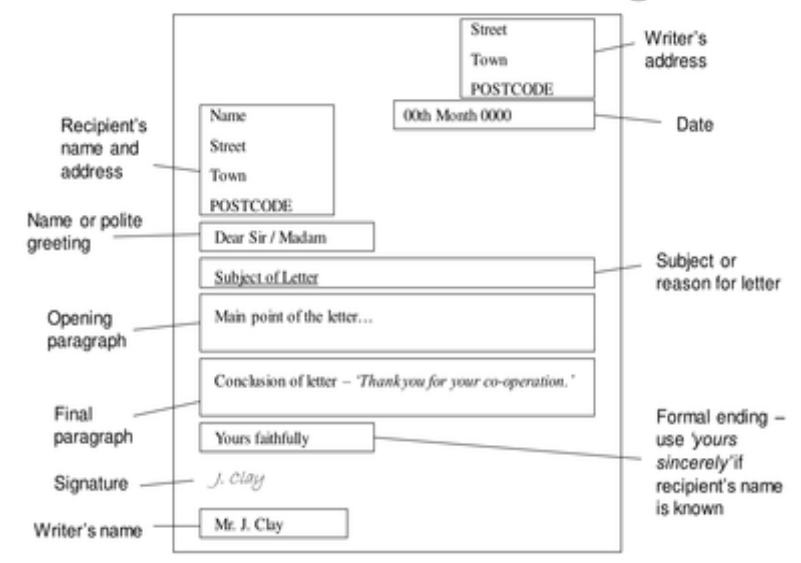 Street
Town
POSTCODE
Writer's
address
00th Month 0000
Date
Recipient's
name and
address
Name
Street
Town
POSTCODE
Name or polite
greeting
Dear Sir / Madam
Subject of Letter
Subject or
reason for letter
Opening
paragraph
Main point of the letter…
Final
paragraph
Conclusion of letter – 'Thankyou for your co-operation.'
Yours faithfully
Formal ending –
use 'yours
sincerely' if
recipient's name
is known
Signature
J. Clay
Writer's name
Mr. J. Clay